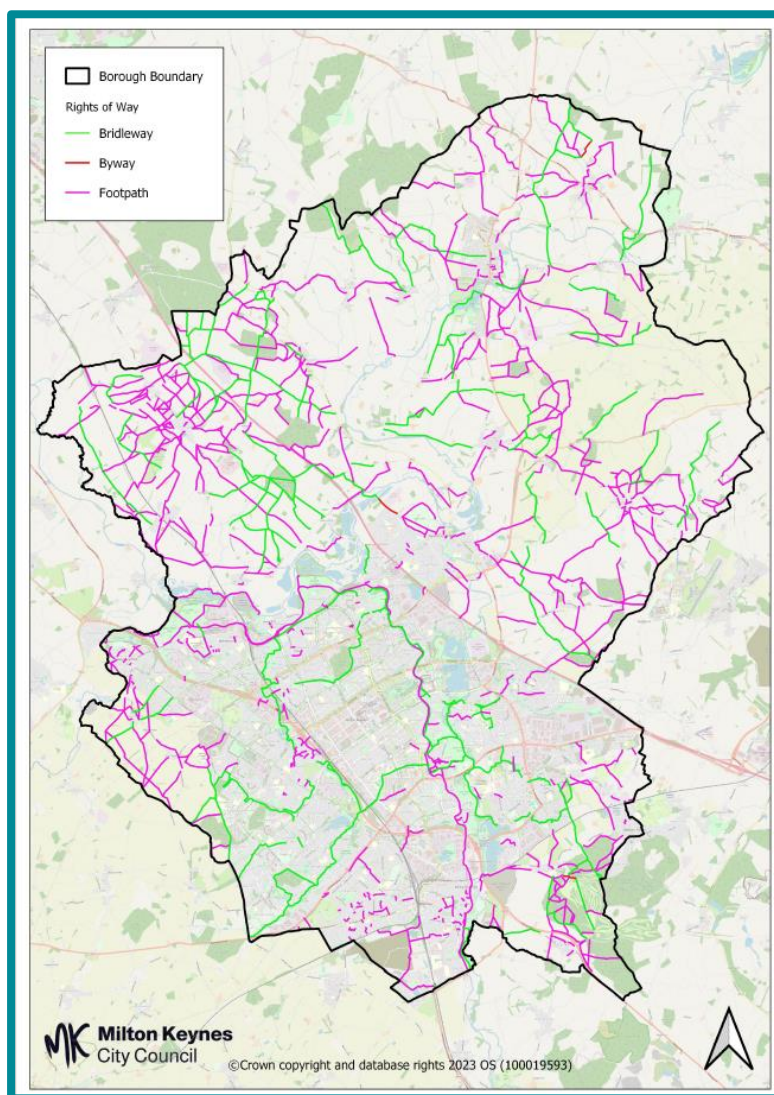 Borough Boundary
Rights of Way
Bridleway
Byway
Footpath
MK Milton Keynes
City Council
©Crown copyright and database rights 2023 OS (100019593)